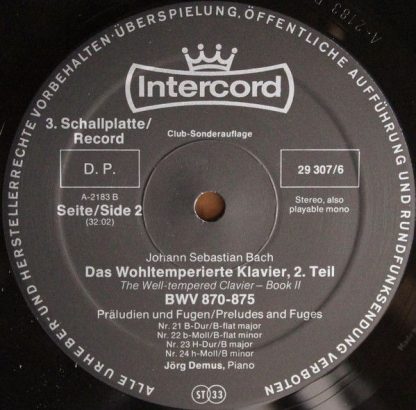 ALLE URHEBER- UND HERSTELLERRECHTE VORBEHALTEN · ÜBERSPIELUNG, ÖFFENTLICHE AUFFÜHRUNG UND RUNDFUNKSENDUNG VERBOTEN
A-2183
Intercord
3. Schallplatte/
Record
Club-Sonderauflage
D. P.
29 307/6
A-2183 B
Seite/Side 2
(32:02)
Stereo, also
playable mono
Johann Sebastian Bach
Das Wohltemperierte Klavier, 2. Teil
The Well-tempered Clavier – Book II
BWV 870-875
Präludien und Fugen/Preludes and Fuges
Nr. 21 B-Dur/B-flat major
Nr. 22 b-Moll/B-flat minor
Nr. 23 H-Dur/B major
Nr. 24 h-Moll/B minor
Jörg Demus, Piano
ST 33